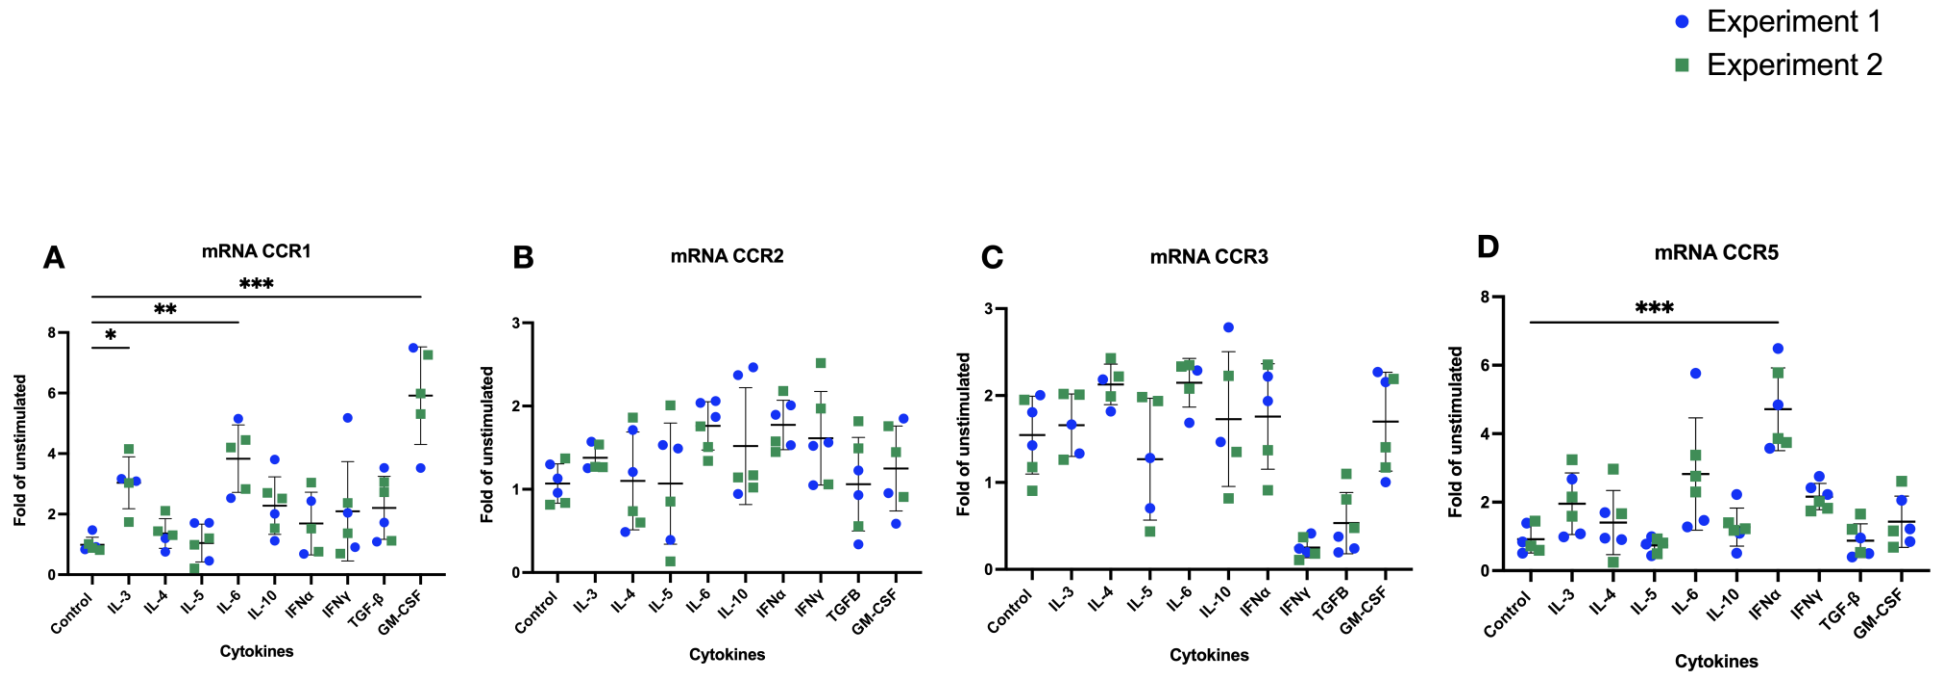 Experiment 1
Experiment 2
A
mRNA CCR1
***
**
*
Fold of unstimulated
8
6
4
2
0
Control
IL-3
IL-4
IL-5
IL-6
IL-10
IFNα
IFNγ
TGF-β
GM-CSF
Cytokines
B
mRNA CCR2
Fold of unstimulated
3
2
1
0
Control
IL-3
IL-4
IL-5
IL-6
IL-10
IFNα
IFNγ
TGFB
GM-CSF
Cytokines
C
mRNA CCR3
Fold of unstimulated
3
2
1
0
Control
IL-3
IL-4
IL-5
IL-6
IL-10
IFNα
IFNγ
TGFB
GM-CSF
Cytokines
D
mRNA CCR5
***
Fold of unstimulated
8
6
4
2
0
Control
IL-3
IL-4
IL-5
IL-6
IL-10
IFNα
IFNγ
TGF-β
GM-CSF
Cytokines